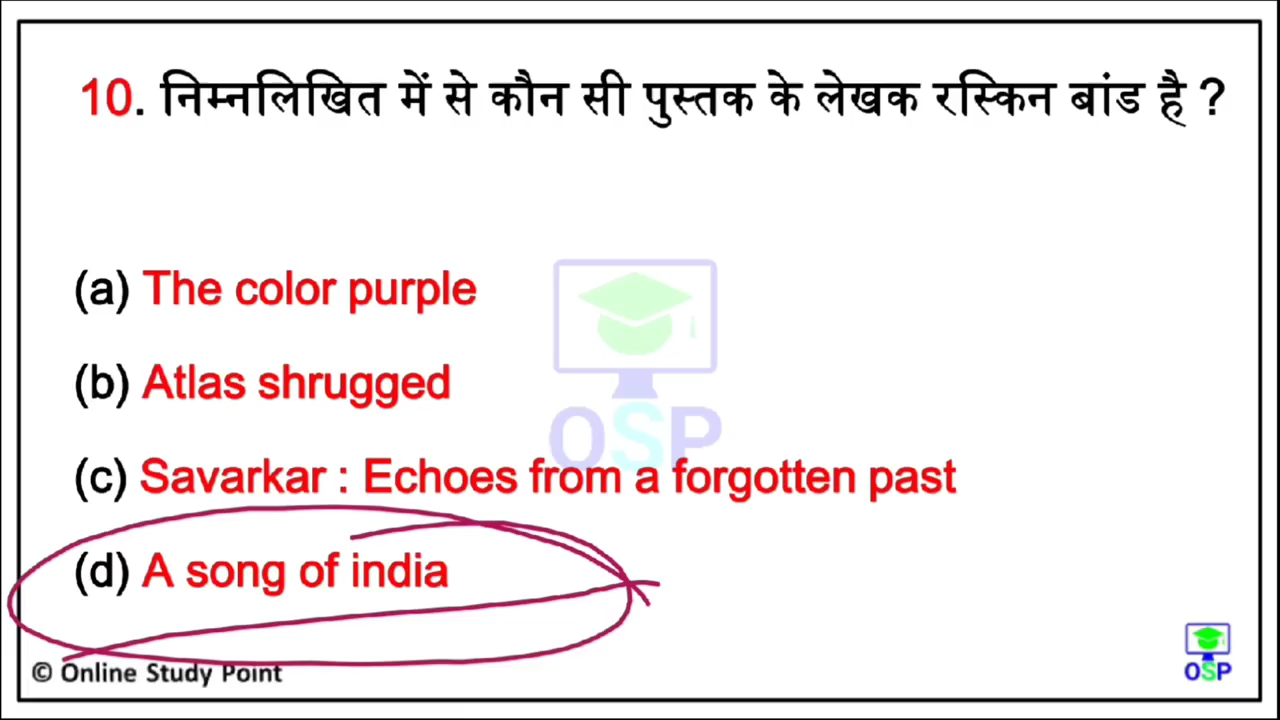 10. निम्नलिखित में से कौन सी पुस्तक के लेखक रस्किन बांड है ?
(a) The color purple
(b) Atlas shrugged
OSP
(c) Savarkar : Echoes from a forgotten past
(d) A song of india
© Online Study Point
OSP